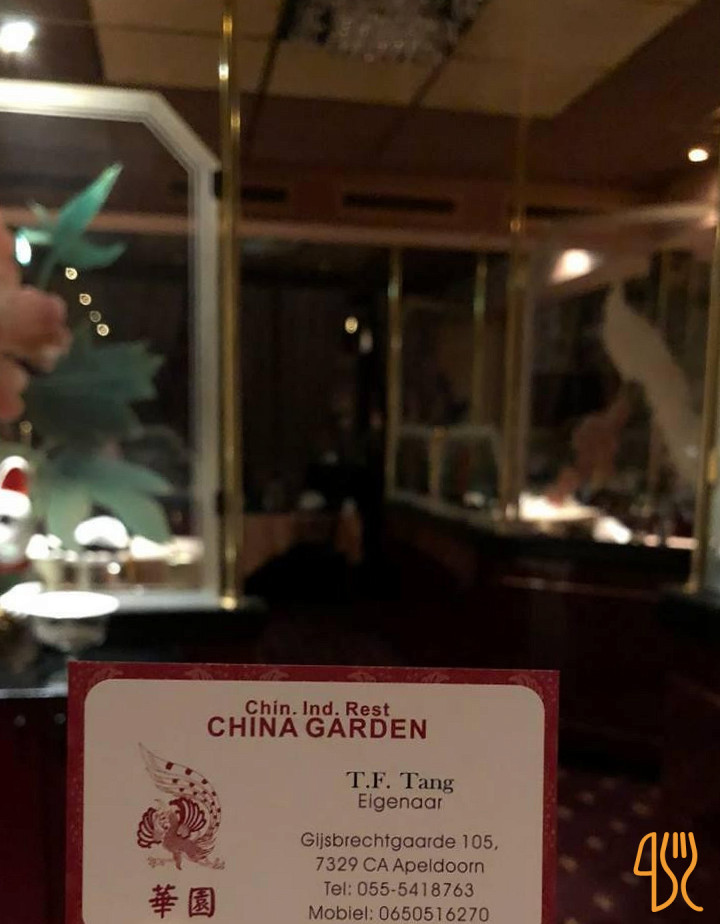 Chin. Ind. Rest
CHINA GARDEN
T.F. Tang
Eigenaar
Gijsbrechtgaarde 105,
7329 CA Apeldoorn
Tel: 055-5418763
Mobiel: 0650516270
華園